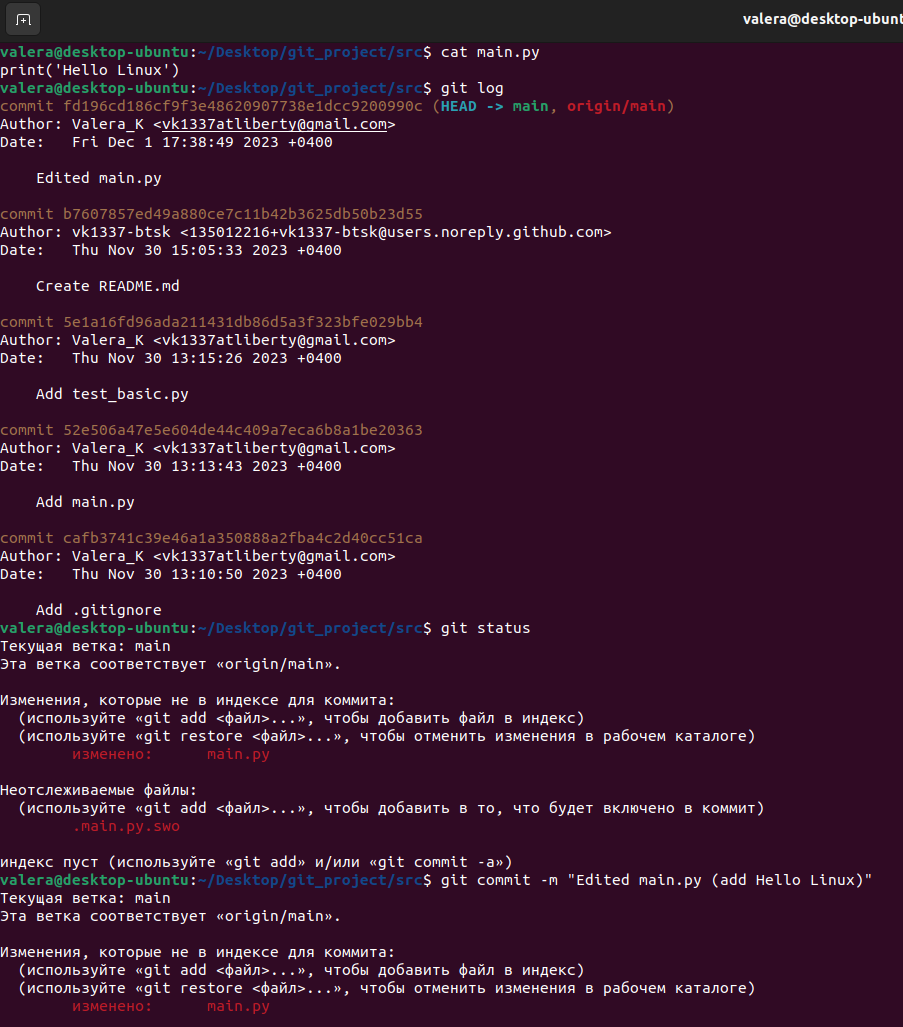 valera@desktop-ubunt
valera@desktop-ubuntu:~/Desktop/git_project/src$ cat main.py
print('Hello Linux')
valera@desktop-ubuntu:~/Desktop/git_project/src$ git log
commit fd196cd186cf9f3e48620907738e1dcc9200990c (HEAD -> main, origin/main)
Author: Valera_K <vk1337atliberty@gmail.com>
Date:   Fri Dec 1 17:38:49 2023 +0400

    Edited main.py

commit b7607857ed49a880ce7c11b42b3625db50b23d55
Author: vk1337-btsk <135012216+vk1337-btsk@users.noreply.github.com>
Date:   Thu Nov 30 15:05:33 2023 +0400

    Create README.md

commit 5e1a16fd96ada211431db86d5a3f323bfe029bb4
Author: Valera_K <vk1337atliberty@gmail.com>
Date:   Thu Nov 30 13:15:26 2023 +0400

    Add test_basic.py

commit 52e506a47e5e604de44c409a7eca6b8a1be20363
Author: Valera_K <vk1337atliberty@gmail.com>
Date:   Thu Nov 30 13:13:43 2023 +0400

    Add main.py

commit cafb3741c39e46a1a350888a2fba4c2d40cc51ca
Author: Valera_K <vk1337atliberty@gmail.com>
Date:   Thu Nov 30 13:10:50 2023 +0400

    Add .gitignore
valera@desktop-ubuntu:~/Desktop/git_project/src$ git status
Текущая ветка: main
Эта ветка соответствует «origin/main».

Изменения, которые не в индексе для коммита:
  (используйте «git add <файл>...», чтобы добавить файл в индекс)
  (используйте «git restore <файл>...», чтобы отменить изменения в рабочем каталоге)
        изменено:      main.py

Неотслеживаемые файлы:
  (используйте «git add <файл>...», чтобы добавить в то, что будет включено в коммит)
        .main.py.swo

индекс пуст (используйте «git add» и/или «git commit -a»)
valera@desktop-ubuntu:~/Desktop/git_project/src$ git commit -m "Edited main.py (add Hello Linux)"
Текущая ветка: main
Эта ветка соответствует «origin/main».

Изменения, которые не в индексе для коммита:
  (используйте «git add <файл>...», чтобы добавить файл в индекс)
  (используйте «git restore <файл>...», чтобы отменить изменения в рабочем каталоге)
        изменено:      main.py